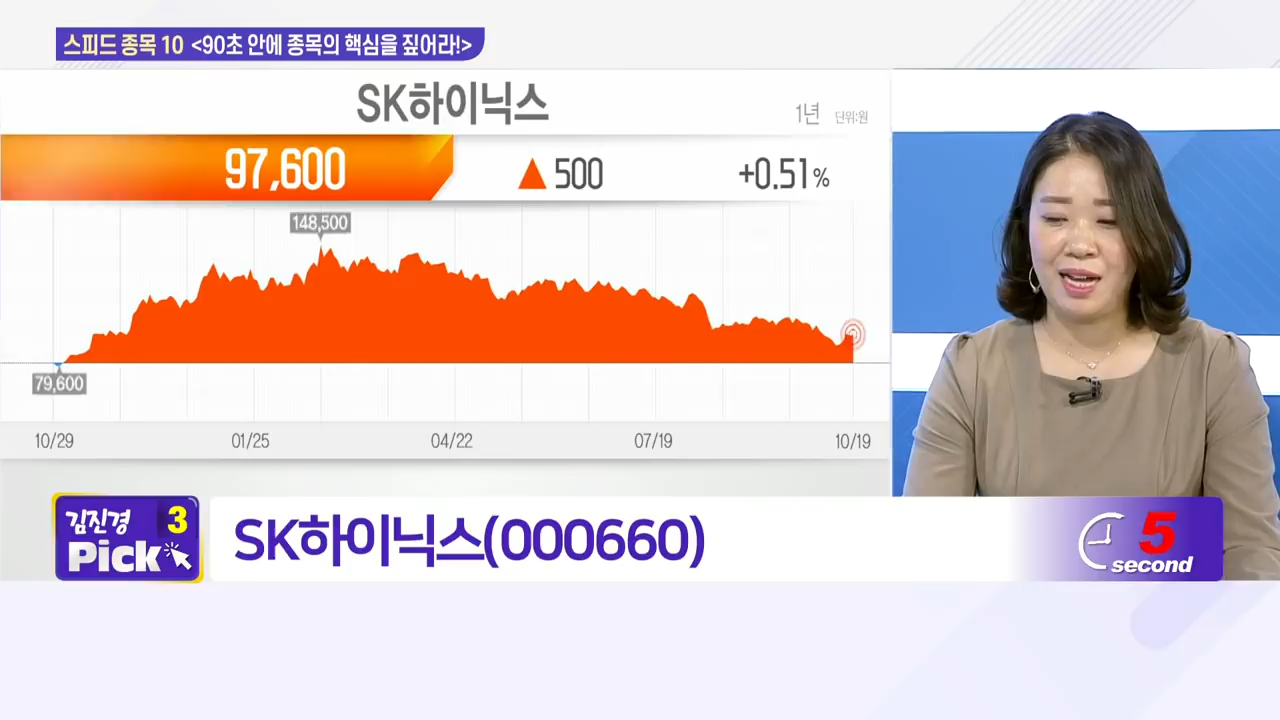 스피드 종목 10 <90초 안에 종목의 핵심을 짚어라!>
SK하이닉스
1년 단위:원
97,600 ▲500 +0.51%
148,500
79,600
10/29 01/25 04/22 07/19 10/19
김진경 3
Pick
SK하이닉스(000660)
5
second